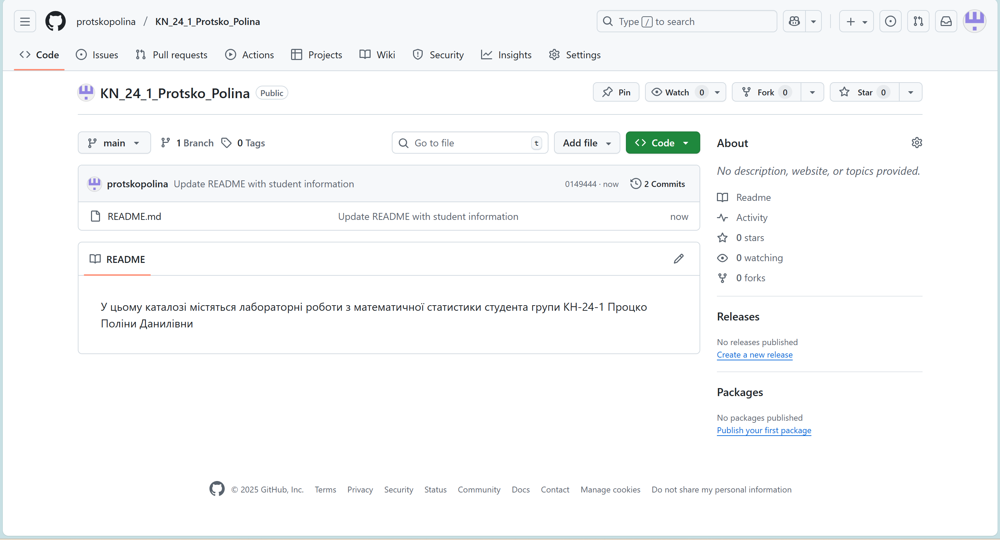 protskopolina / KN_24_1_Protsko_Polina
Type / to search
Code Issues Pull requests Actions Projects Wiki Security Insights Settings
KN_24_1_Protsko_Polina Public
Pin Watch 0 Fork 0 Star 0
main 1 Branch 0 Tags
Go to file t Add file Code
protskopolina Update README with student information 0149444 · now 2 Commits
README.md Update README with student information now
README
У цьому каталозі містяться лабораторні роботи з математичної статистики студента групи КН-24-1 Процко
Поліни Данилівни
About
No description, website, or topics provided.
Readme
Activity
0 stars
0 watching
0 forks
Releases
No releases published
Create a new release
Packages
No packages published
Publish your first package
© 2025 GitHub, Inc. Terms Privacy Security Status Community Docs Contact Manage cookies Do not share my personal information